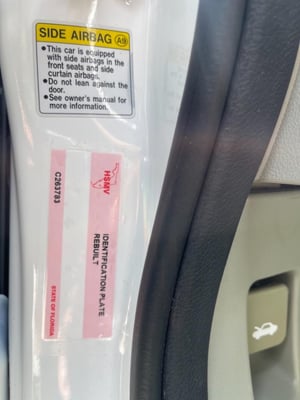 SIDE AIRBAG A9
•This car is equipped
with side airbags in the
front seats and side
curtain airbags.
•Do not lean against the
door.
•See owner's manual for
more information.
HSMV
IDENTIFICATION PLATE
REBUILT
C263783
STATE OF FLORIDA